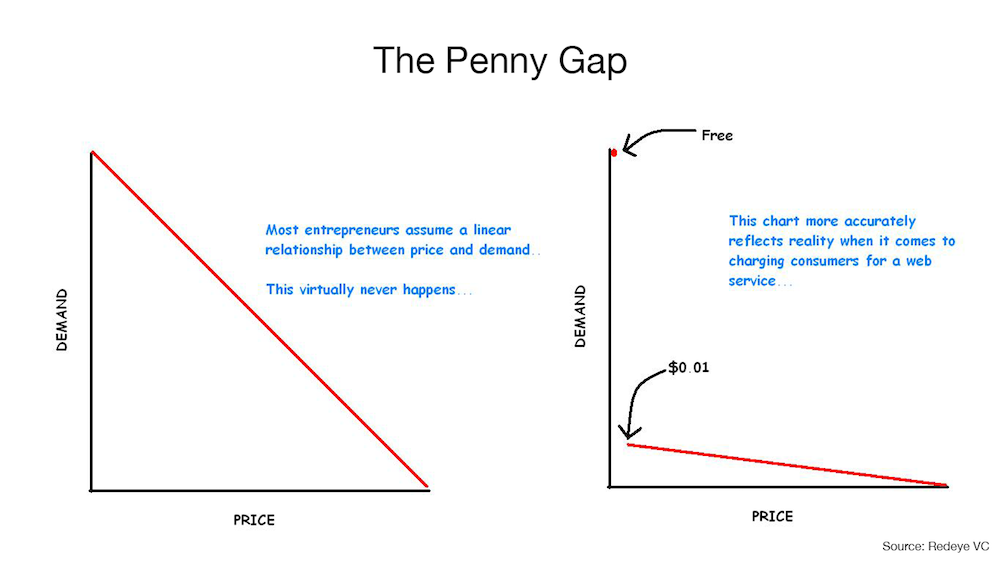 The Penny Gap
DEMAND
Most entrepreneurs assume a linear
relationship between price and demand..
This virtually never happens...
PRICE
Free
DEMAND
This chart more accurately
reflects reality when it comes to
charging consumers for a web
service...
$0.01
PRICE
Source: Redeye VC